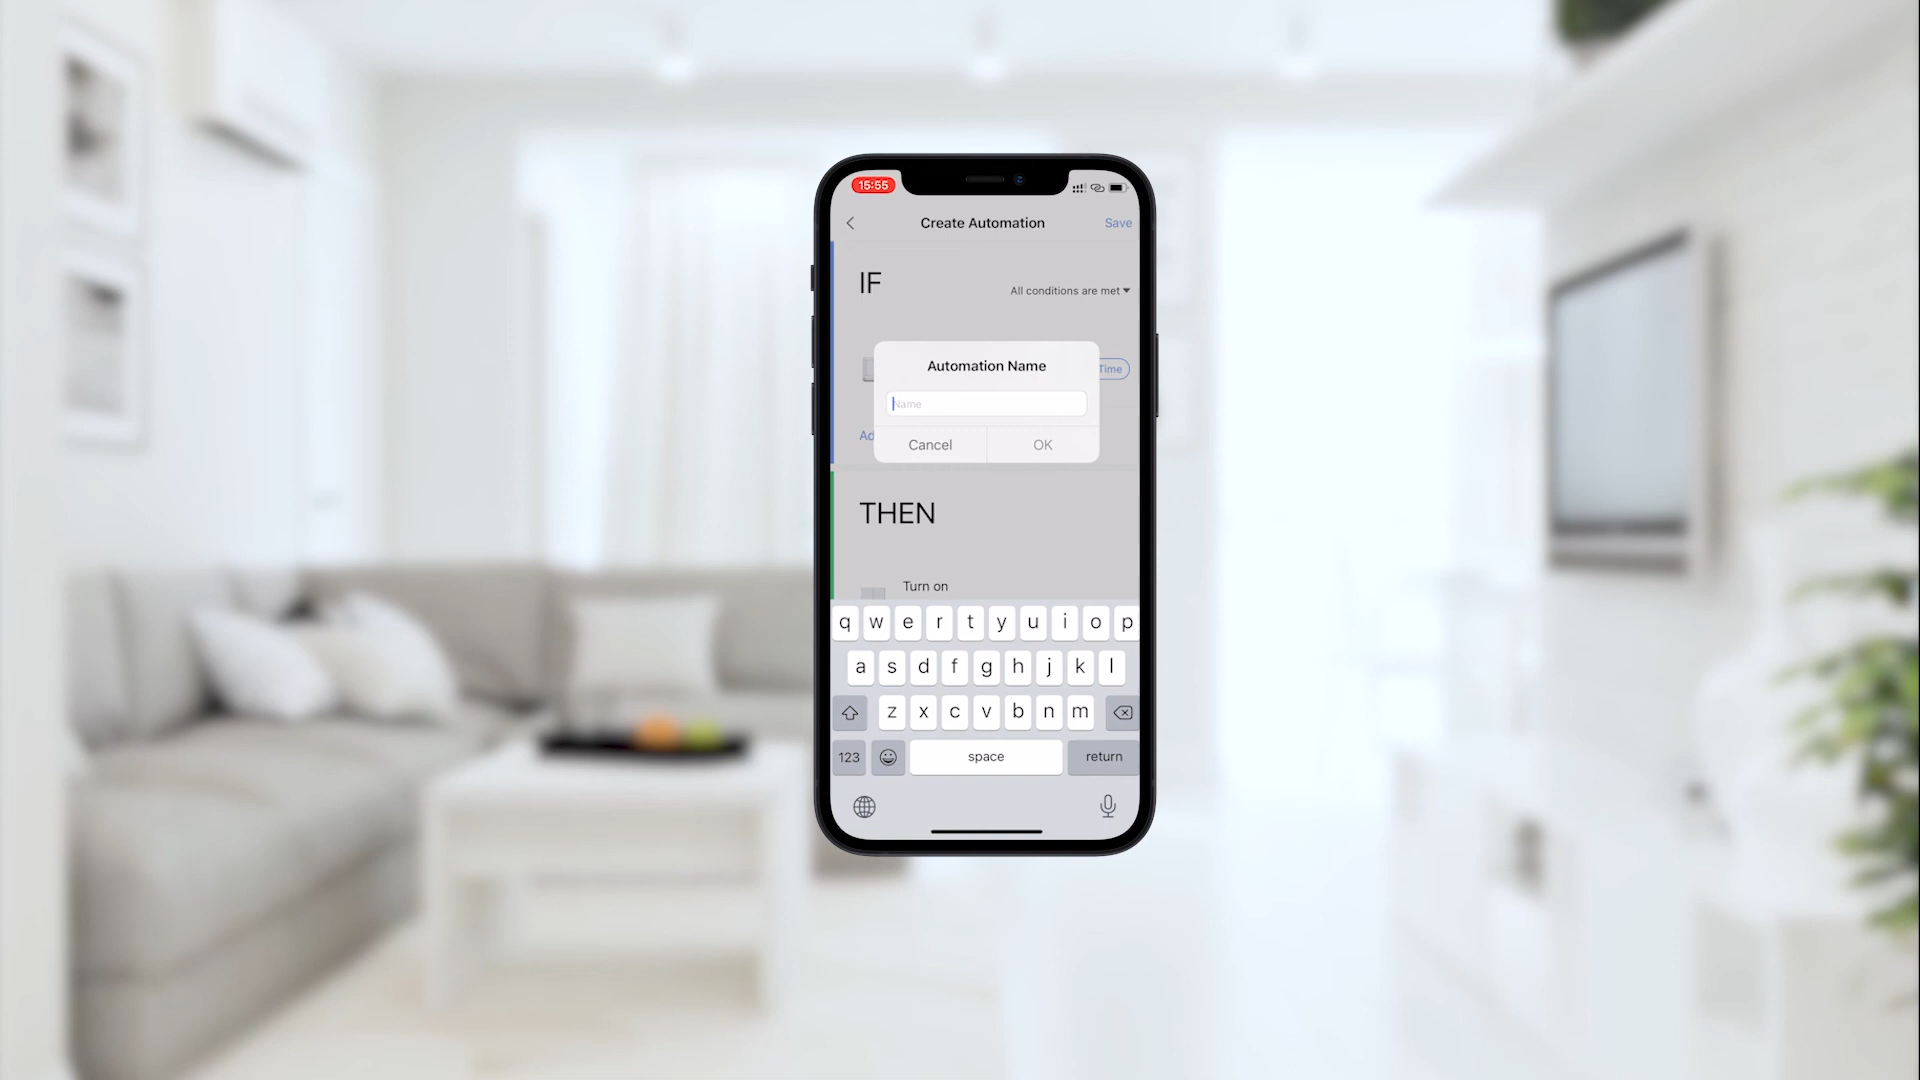 15:55
Create Automation
Save
IF
All conditions are met
Automation Name
Time
Name
Ad
Cancel
OK
THEN
Turn on
q w e r t y u i o p
a s d f g h j k l
z x c v b n m
123
space
return